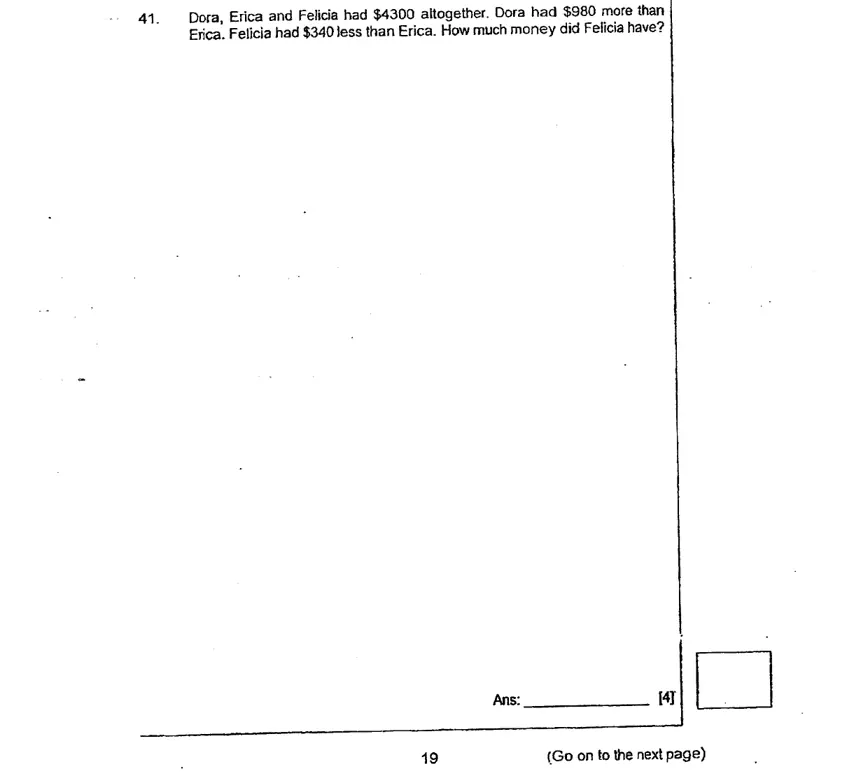 41. Dora, Erica and Felicia had $4300 altogether. Dora had $980 more than
Erica. Felicia had $340 less than Erica. How much money did Felicia have?
Ans: ____________ [4]
19 (Go on to the next page)